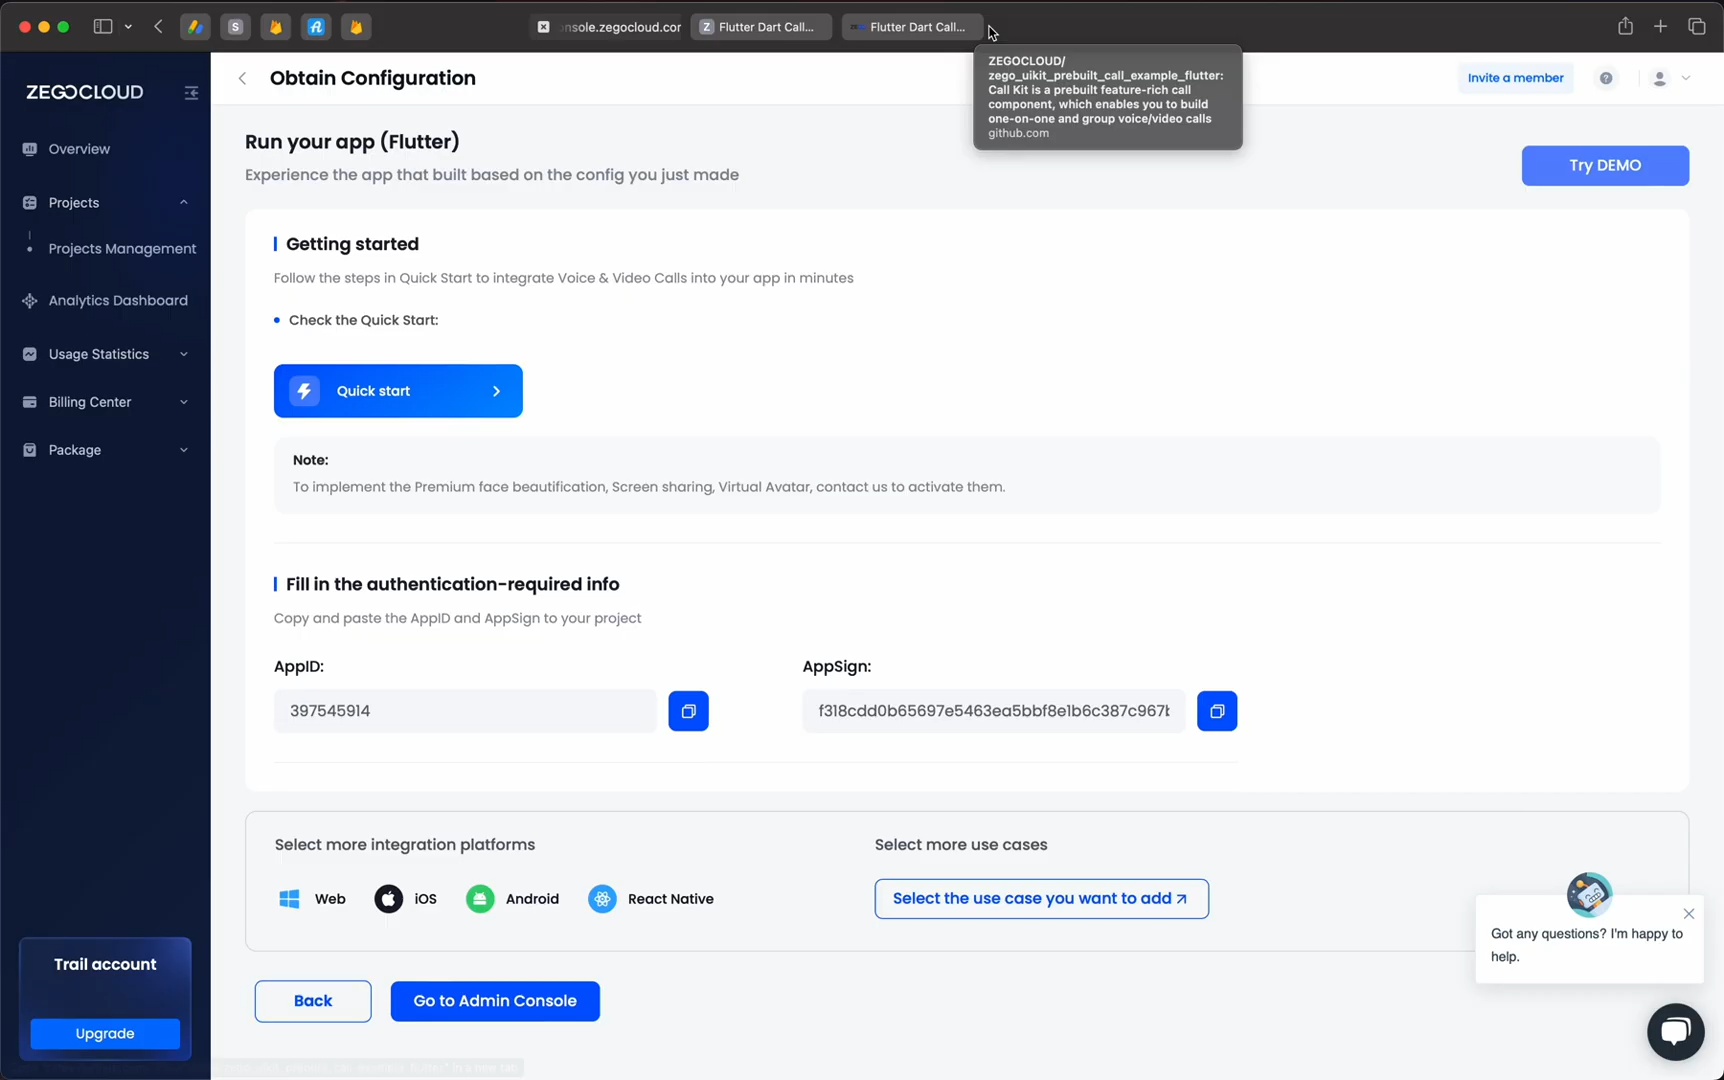 S
nsole.zegocloud.cor
Z Flutter Dart Call...
Flutter Dart Call...
ZEGOCLOUD/
zego_uikit_prebuilt_call_example_flutter:
Call Kit is a prebuilt feature-rich call
component, which enables you to build
one-on-one and group voice/video calls
github.com
ZEGOCLOUD
Obtain Configuration
Invite a member
Overview
Projects
Projects Management
Analytics Dashboard
Usage Statistics
Billing Center
Package
Run your app (Flutter)
Experience the app that built based on the config you just made
Try DEMO
Getting started
Follow the steps in Quick Start to integrate Voice & Video Calls into your app in minutes
Check the Quick Start:
Quick start
Note:
To implement the Premium face beautification, Screen sharing, Virtual Avatar, contact us to activate them.
Fill in the authentication-required info
Copy and paste the AppID and AppSign to your project
AppID:
397545914
AppSign:
f318cdd0b65697e5463ea5bbf8e1b6c387c967b
Select more integration platforms
Web
iOS
Android
React Native
Select more use cases
Select the use case you want to add
Got any questions? I'm happy to
help.
Trail account
Upgrade
Back
Go to Admin Console